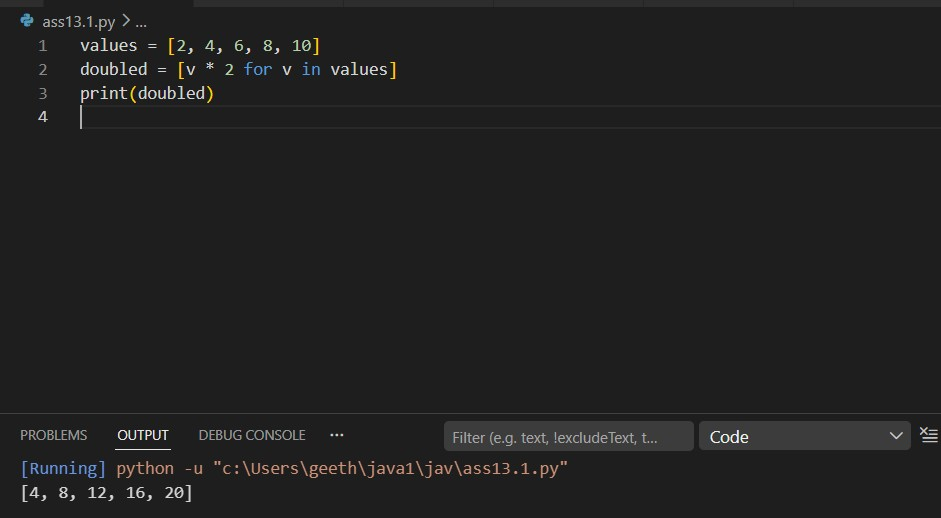 ass13.1.py > ...
1 values = [2, 4, 6, 8, 10]
2 doubled = [v * 2 for v in values]
3 print(doubled)
4
PROBLEMS OUTPUT DEBUG CONSOLE ... Filter (e.g. text, !excludeText, t... Code
[Running] python -u "c:\Users\geeth\java1\jav\ass13.1.py"
[4, 8, 12, 16, 20]